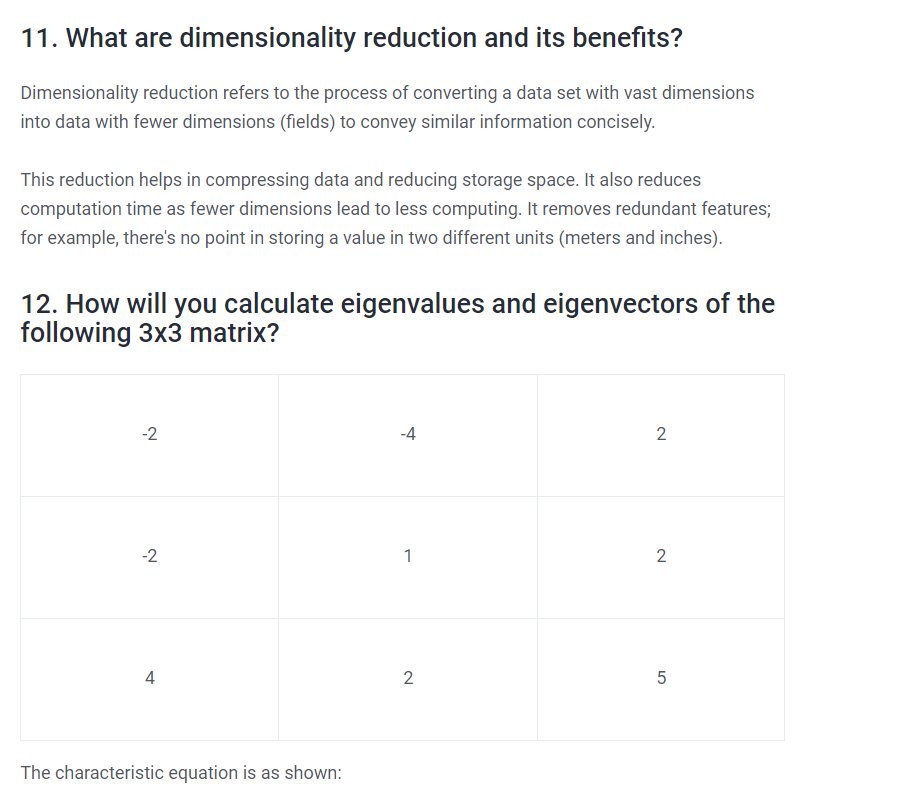 11. What are dimensionality reduction and its benefits?
Dimensionality reduction refers to the process of converting a data set with vast dimensions
into data with fewer dimensions (fields) to convey similar information concisely.
This reduction helps in compressing data and reducing storage space. It also reduces
computation time as fewer dimensions lead to less computing. It removes redundant features;
for example, there's no point in storing a value in two different units (meters and inches).
12. How will you calculate eigenvalues and eigenvectors of the
following 3x3 matrix?
-2 -4 2
-2 1 2
4 2 5
The characteristic equation is as shown: